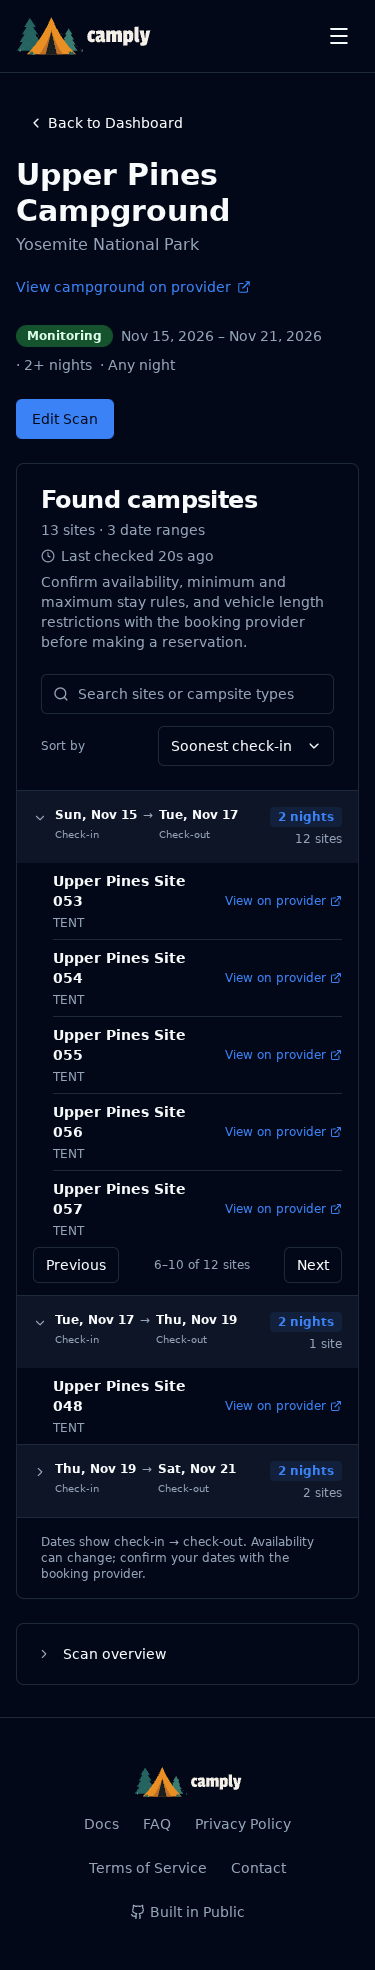 camply
Back to Dashboard
Upper Pines
Campground
Yosemite National Park
View campground on provider
Monitoring Nov 15, 2026 – Nov 21, 2026
· 2+ nights · Any night
Edit Scan
Found campsites
13 sites · 3 date ranges
Last checked 20s ago
Confirm availability, minimum and
maximum stay rules, and vehicle length
restrictions with the booking provider
before making a reservation.
Search sites or campsite types
Sort by Soonest check-in
Sun, Nov 15 → Tue, Nov 17 2 nights
Check-in Check-out 12 sites
Upper Pines Site
053
View on provider
TENT
Upper Pines Site
054
View on provider
TENT
Upper Pines Site
055
View on provider
TENT
Upper Pines Site
056
View on provider
TENT
Upper Pines Site
057
View on provider
TENT
Previous 6–10 of 12 sites Next
Tue, Nov 17 → Thu, Nov 19 2 nights
Check-in Check-out 1 site
Upper Pines Site
048
View on provider
TENT
Thu, Nov 19 → Sat, Nov 21 2 nights
Check-in Check-out 2 sites
Dates show check-in → check-out. Availability
can change; confirm your dates with the
booking provider.
Scan overview
camply
Docs FAQ Privacy Policy
Terms of Service Contact
Built in Public